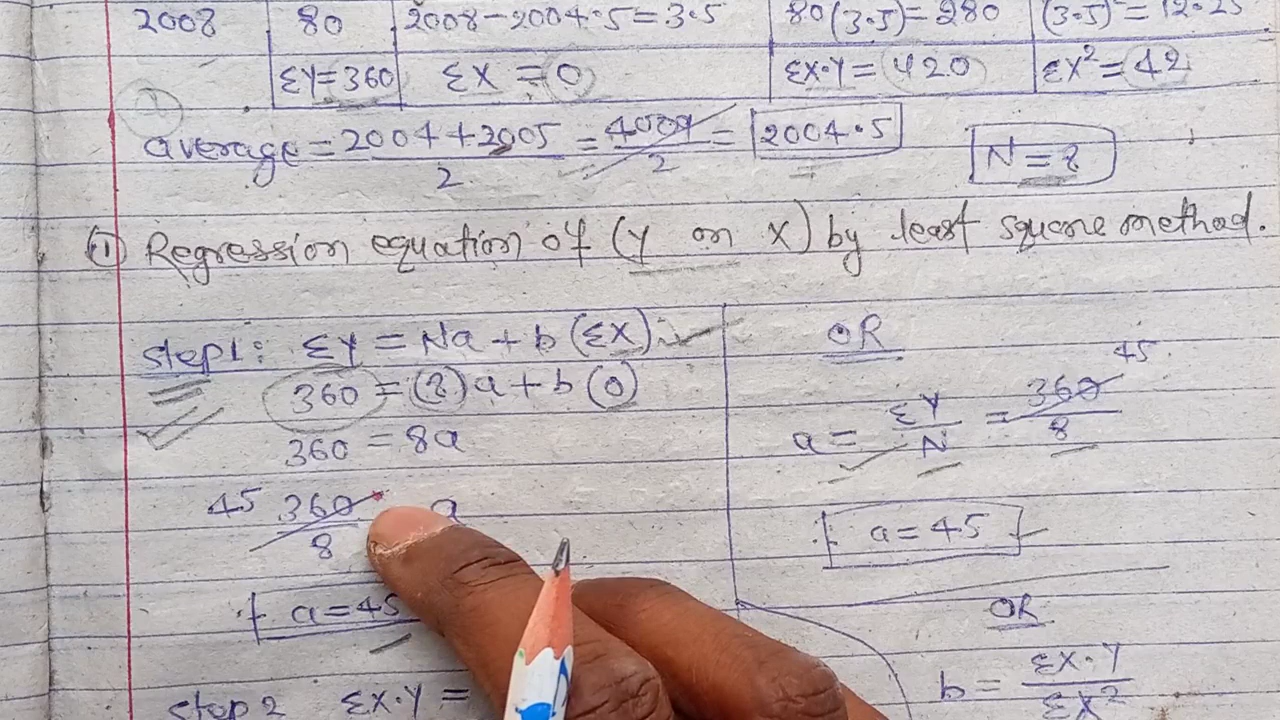 2008 80 2008-2004.5=3.5 80(3.5)=280 (3.5)²=12.25
ΣY=360 ΣX=0 ΣX.Y=420 ΣX²=42
average=2004+2005/2=4009/2=2004.5 N=8
① Regression equation of (Y on X) by least square method.
step1: ΣY=Na+b(ΣX)
360=(8)a+b(0)
360=8a
45 360/8 a
a=45
step2 ΣX.Y=
OR
a=ΣY/N=360/8 45
a=45
OR
b=ΣX.Y/ΣX²